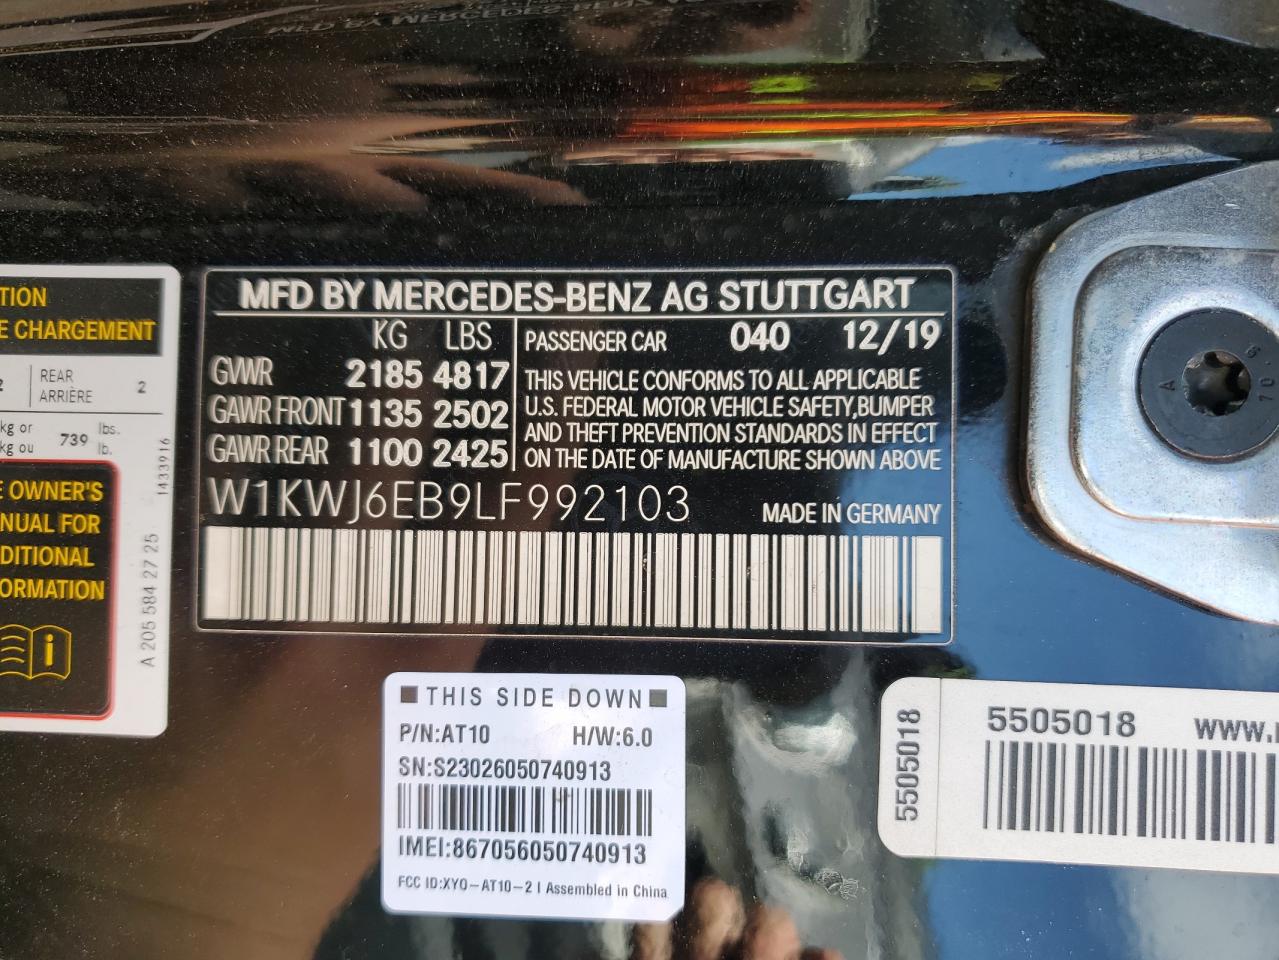 MFD BY MERCEDES-BENZ AG STUTTGART
KG LBS
GVWR 2185 4817
GAWR FRONT 1135 2502
GAWR REAR 1100 2425
PASSENGER CAR 040 12/19
THIS VEHICLE CONFORMS TO ALL APPLICABLE
U.S. FEDERAL MOTOR VEHICLE SAFETY,BUMPER
AND THEFT PREVENTION STANDARDS IN EFFECT
ON THE DATE OF MANUFACTURE SHOWN ABOVE
W1KWJ6EB9LF992103
MADE IN GERMANY
TION
E CHARGEMENT
2 REAR ARRIÈRE 2
kg or
kg ou 739 lbs. lb.
E OWNER'S
NUAL FOR
DITIONAL
ORMATION
1433916
A 205 584 27 25
THIS SIDE DOWN
P/N:AT10 H/W:6.0
SN:S23026050740913
IMEI:867056050740913
FCC ID:XYO-AT10-2 | Assembled in China
5505018
5505018 www.
A 10.9